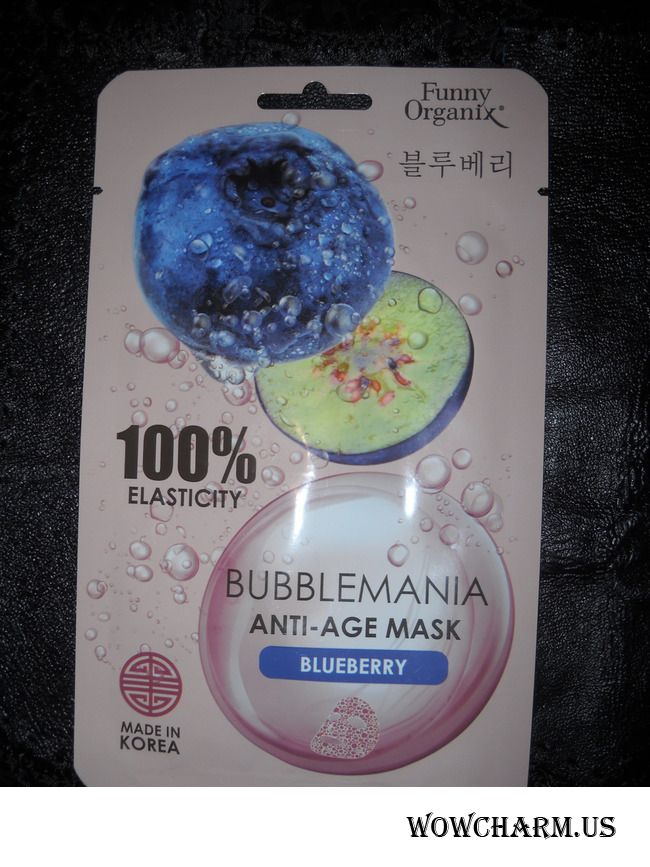 Funny
Organix®
블루베리
100%
ELASTICITY
BUBBLEMANIA
ANTI-AGE MASK
BLUEBERRY
MADE IN
KOREA
WOWCHARM.US